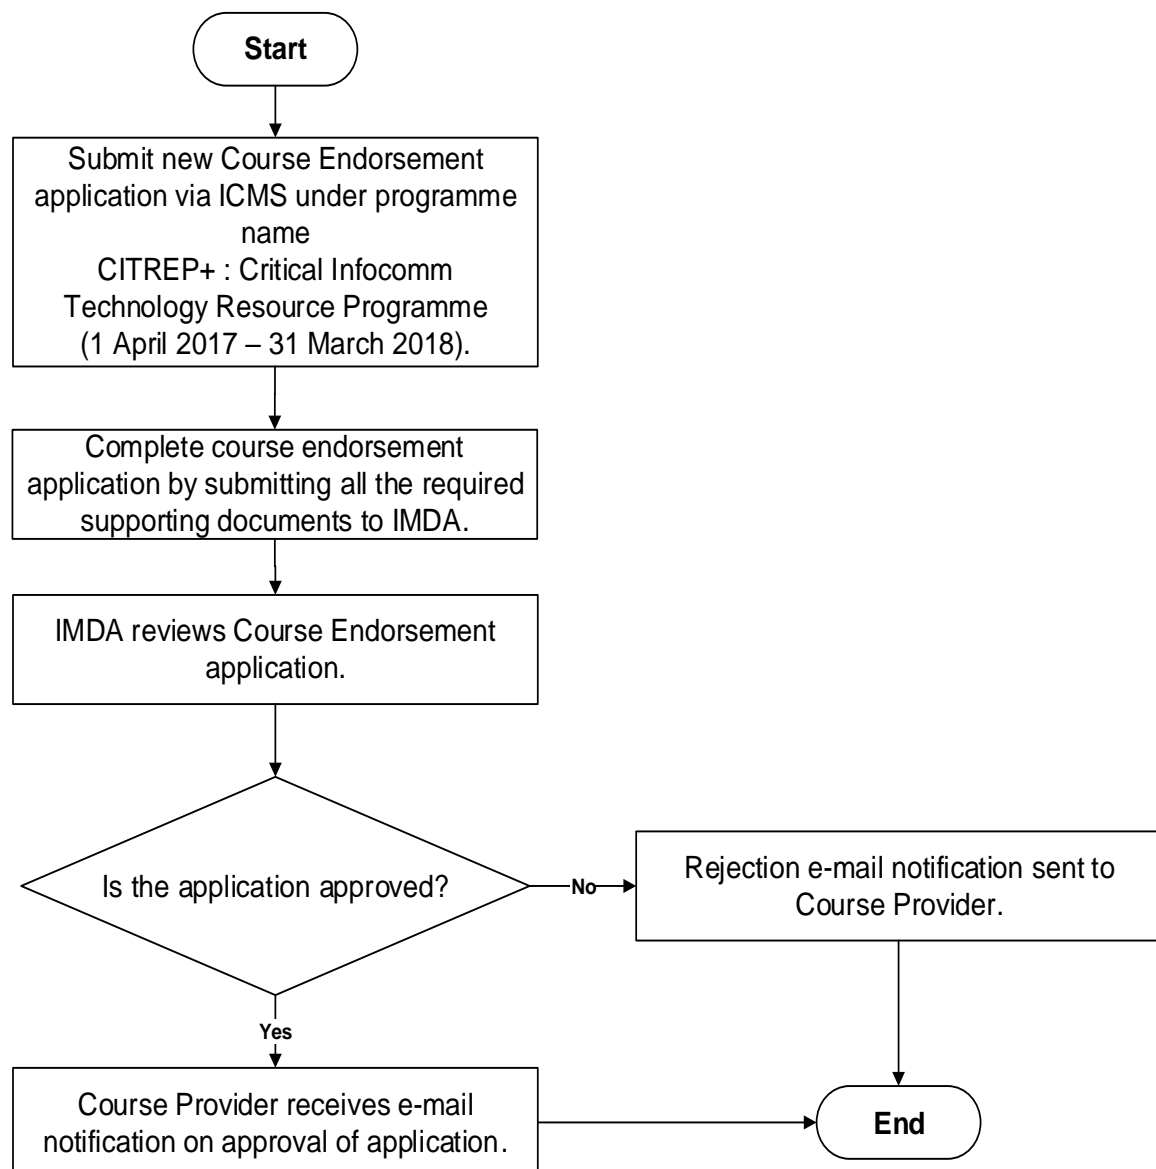 Start
Submit new Course Endorsement
application via ICMS under programme
name
CITREP+ : Critical Infocomm
Technology Resource Programme
(1 April 2017 – 31 March 2018).
Complete course endorsement
application by submitting all the required
supporting documents to IMDA.
IMDA reviews Course Endorsement
application.
Is the application approved?
No
Rejection e-mail notification sent to
Course Provider.
Yes
Course Provider receives e-mail
notification on approval of application.
End